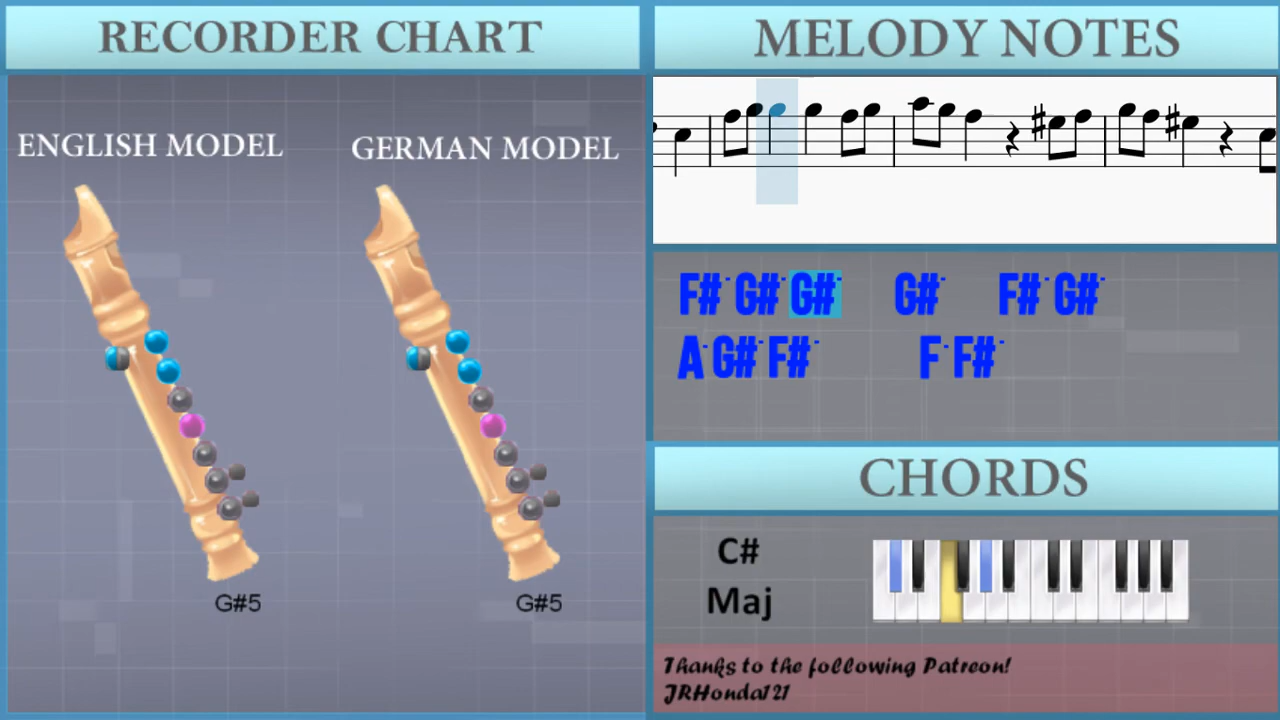 RECORDER CHART
MELODY NOTES
ENGLISH MODEL
GERMAN MODEL
F#- G#- G#- G#- F#- G#-
A- G#- F#- F- F#-
CHORDS
C#
Maj
G#5
G#5
Thanks to the following Patreon!
JRHonda121